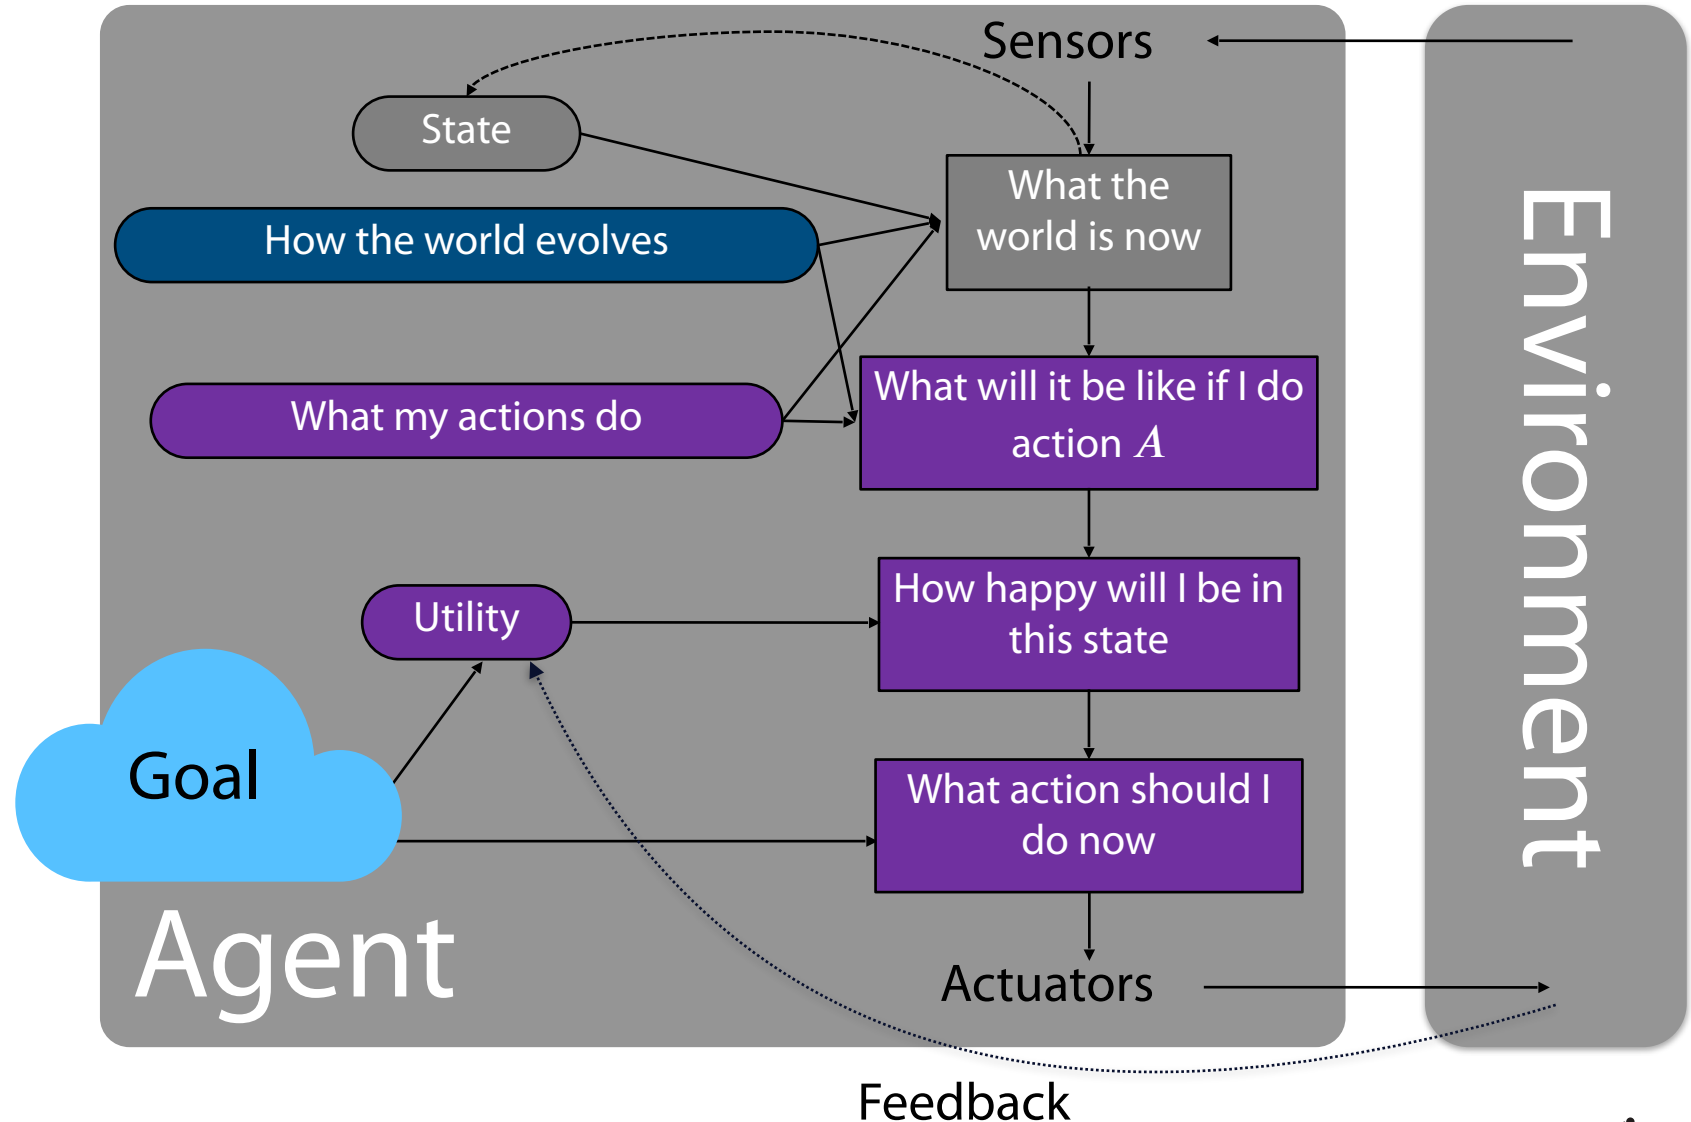 Sensors
State
What the
world is now
How the world evolves
What will it be like if I do
action A
What my actions do
How happy will I be in
this state
Utility
Goal
What action should I
do now
Agent
Actuators
Environment
Feedback